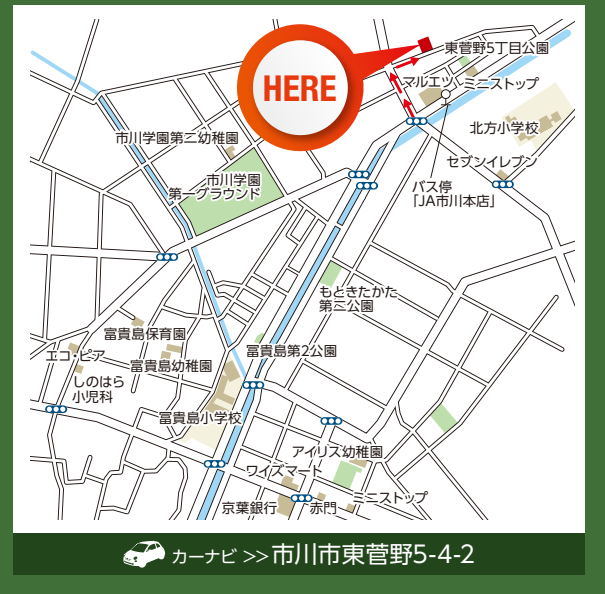 HERE
東菅野5丁目公園
マルエツ
ミニストップ
北方小学校
市川学園第二幼稚園
セブンイレブン
市川学園
第一グラウンド
バス停
「JA市川本店」
もときたかた
第二公園
富貴島保育園
エコ・ピア
富貴島幼稚園
富貴島第2公園
しのはら
小児科
富貴島小学校
アイリス幼稚園
ワイズマート
ミニストップ
京葉銀行
赤門
カーナビ >> 市川市東菅野5-4-2